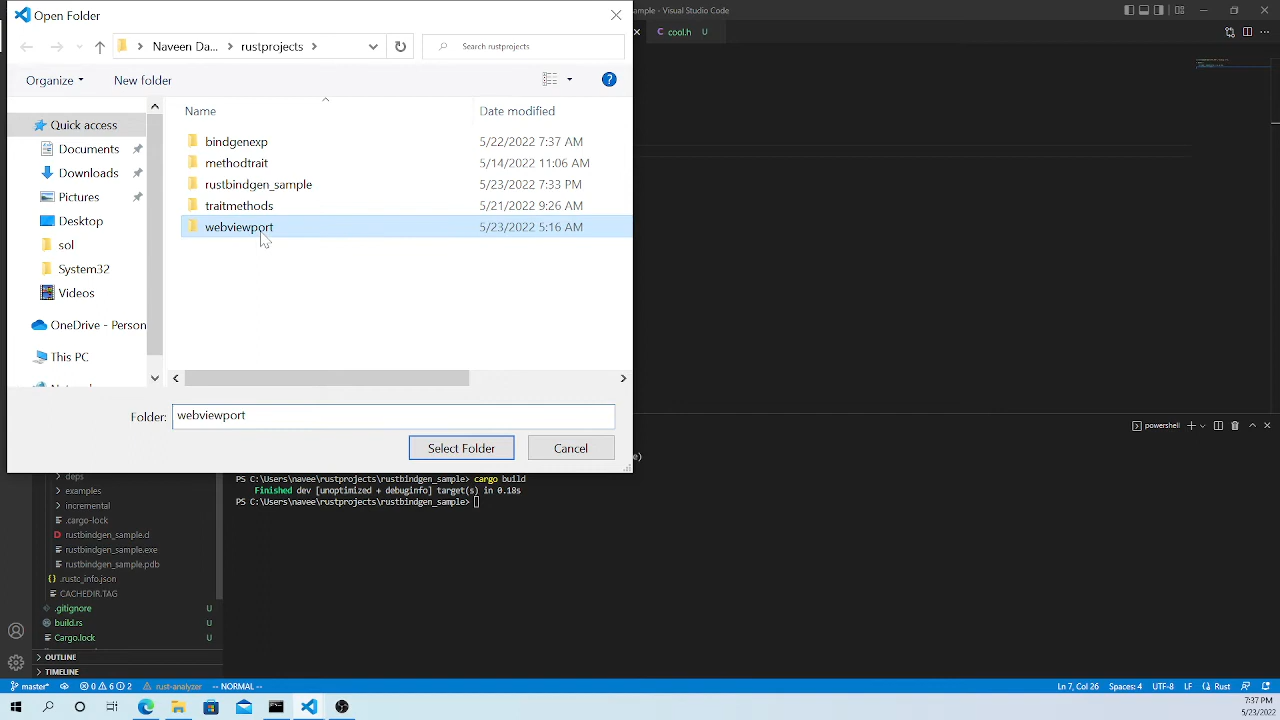 Open Folder
ample - Visual Studio Code
Naveen Da... rustprojects
Search rustprojects
cool.h U
Organize New folder
Name Date modified
Quick access
bindgenexp 5/22/2022 7:37 AM
Documents
methodtrait 5/14/2022 11:06 AM
Downloads
rustbindgen_sample 5/23/2022 7:33 PM
Pictures
traitmethods 5/21/2022 9:26 AM
Desktop
webviewport 5/23/2022 5:16 AM
sol
System32
Videos
OneDrive - Person
This PC
Folder: webviewport
Select Folder Cancel
powershell
e)
deps
PS C:\Users\navee\rustprojects\rustbindgen_sample> cargo build
examples
Finished dev [unoptimized + debuginfo] target(s) in 0.18s
incremental
PS C:\Users\navee\rustprojects\rustbindgen_sample>
.cargo-lock
rustbindgen_sample.d
rustbindgen_sample.exe
rustbindgen_sample.pdb
.rustc_info.json
CACHEDIR.TAG
.gitignore U
build.rs U
Cargo.lock U
OUTLINE
TIMELINE
master* 0 6 2 rust-analyzer -- NORMAL -- Ln 7, Col 26 Spaces: 4 UTF-8 LF Rust
7:37 PM
5/23/2022